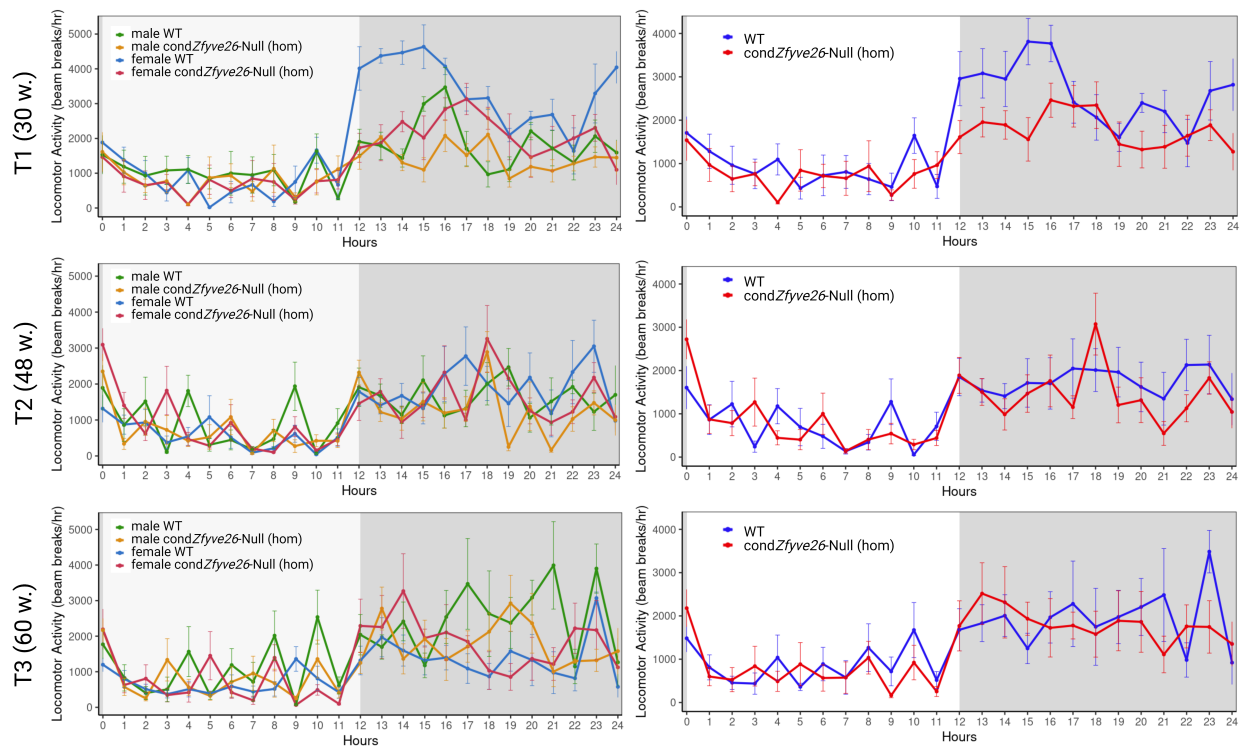 T1 (30 w.)
Locomotor Activity (beam breaks/hr)
5000
4000
3000
2000
1000
0
male WT
male condZfyve26-Null (hom)
female WT
female condZfyve26-Null (hom)
0 1 2 3 4 5 6 7 8 9 10 11 12 13 14 15 16 17 18 19 20 21 22 23 24
Hours
Locomotor Activity (beam breaks/hr)
4000
3000
2000
1000
0
WT
condZfyve26-Null (hom)
0 1 2 3 4 5 6 7 8 9 10 11 12 13 14 15 16 17 18 19 20 21 22 23 24
Hours
T2 (48 w.)
Locomotor Activity (beam breaks/hr)
5000
4000
3000
2000
1000
0
male WT
male condZfyve26-Null (hom)
female WT
female condZfyve26-Null (hom)
0 1 2 3 4 5 6 7 8 9 10 11 12 13 14 15 16 17 18 19 20 21 22 23 24
Hours
Locomotor Activity (beam breaks/hr)
4000
3000
2000
1000
0
WT
condZfyve26-Null (hom)
0 1 2 3 4 5 6 7 8 9 10 11 12 13 14 15 16 17 18 19 20 21 22 23 24
Hours
T3 (60 w.)
Locomotor Activity (beam breaks/hr)
5000
4000
3000
2000
1000
0
male WT
male condZfyve26-Null (hom)
female WT
female condZfyve26-Null (hom)
0 1 2 3 4 5 6 7 8 9 10 11 12 13 14 15 16 17 18 19 20 21 22 23 24
Hours
Locomotor Activity (beam breaks/hr)
4000
3000
2000
1000
0
WT
condZfyve26-Null (hom)
0 1 2 3 4 5 6 7 8 9 10 11 12 13 14 15 16 17 18 19 20 21 22 23 24
Hours